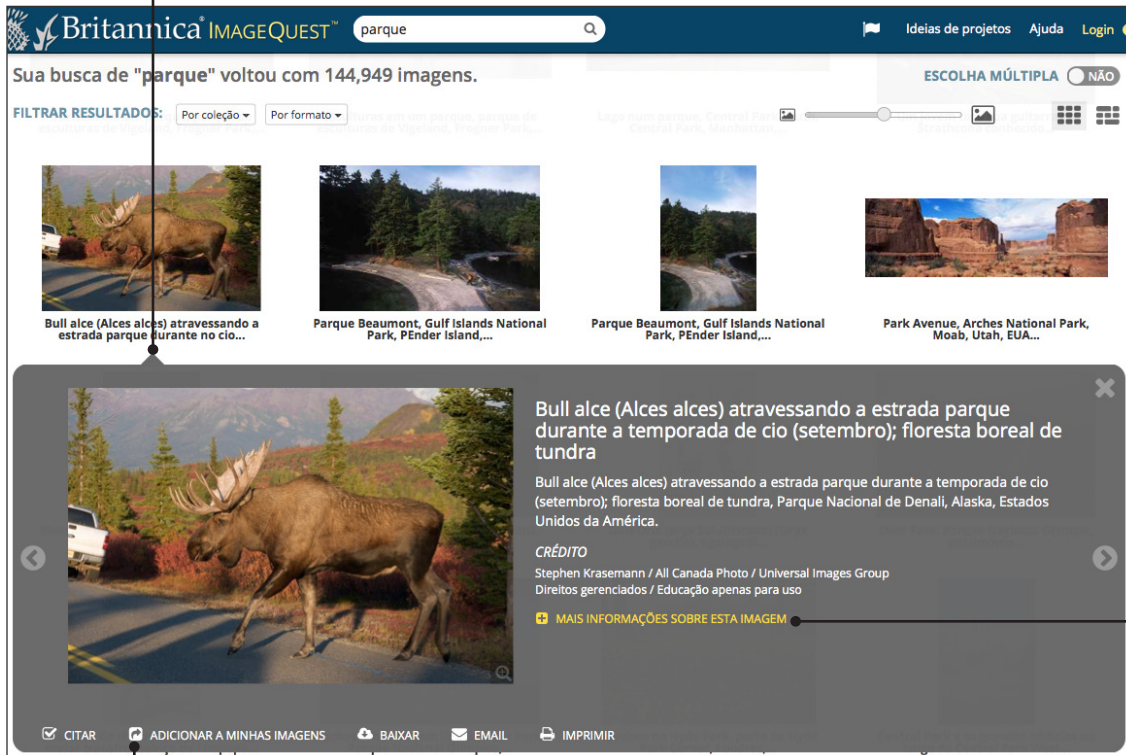 Britannica® IMAGEQUEST™
parque
Ideias de projetos Ajuda Login
Sua busca de "parque" voltou com 144,949 imagens.
ESCOLHA MÚLTIPLA NÃO
FILTRAR RESULTADOS: Por coleção Por formato
Bull alce (Alces alces) atravessando a
estrada parque durante no cio...
Parque Beaumont, Gulf Islands National
Park, PEnder Island,...
Parque Beaumont, Gulf Islands National
Park, PEnder Island,...
Park Avenue, Arches National Park,
Moab, Utah, EUA...
Bull alce (Alces alces) atravessando a estrada parque
durante a temporada de cio (setembro); floresta boreal de
tundra
Bull alce (Alces alces) atravessando a estrada parque durante a temporada de cio
(setembro); floresta boreal de tundra, Parque Nacional de Denali, Alaska, Estados
Unidos da América.
CRÉDITO
Stephen Krasemann / All Canada Photo / Universal Images Group
Direitos gerenciados / Educação apenas para uso
MAIS INFORMAÇÕES SOBRE ESTA IMAGEM
CITAR ADICIONAR A MINHAS IMAGENS BAIXAR EMAIL IMPRIMIR